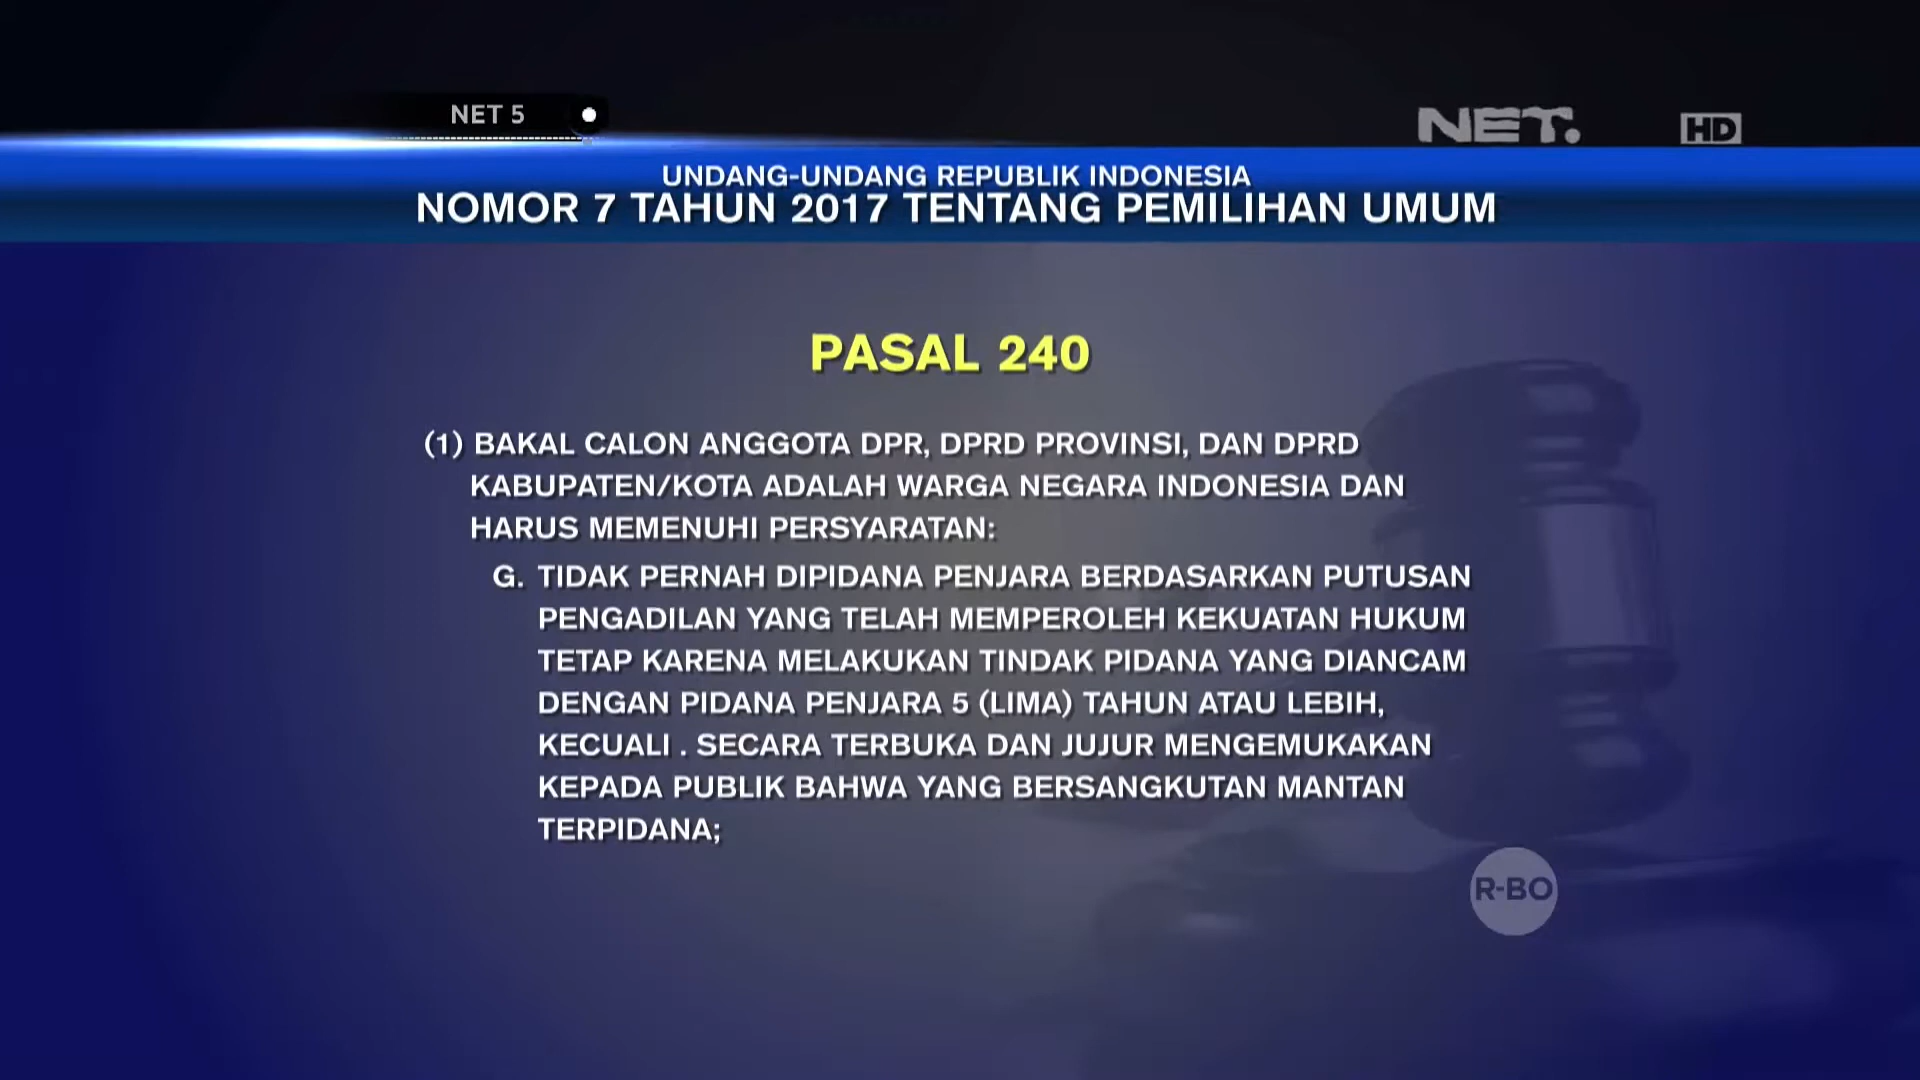 NET 5
NET.
HD
UNDANG-UNDANG REPUBLIK INDONESIA
NOMOR 7 TAHUN 2017 TENTANG PEMILIHAN UMUM
PASAL 240
(1) BAKAL CALON ANGGOTA DPR, DPRD PROVINSI, DAN DPRD
KABUPATEN/KOTA ADALAH WARGA NEGARA INDONESIA DAN
HARUS MEMENUHI PERSYARATAN:
G. TIDAK PERNAH DIPIDANA PENJARA BERDASARKAN PUTUSAN
PENGADILAN YANG TELAH MEMPEROLEH KEKUATAN HUKUM
TETAP KARENA MELAKUKAN TINDAK PIDANA YANG DIANCAM
DENGAN PIDANA PENJARA 5 (LIMA) TAHUN ATAU LEBIH,
KECUALI . SECARA TERBUKA DAN JUJUR MENGEMUKAKAN
KEPADA PUBLIK BAHWA YANG BERSANGKUTAN MANTAN
TERPIDANA;
R-BO